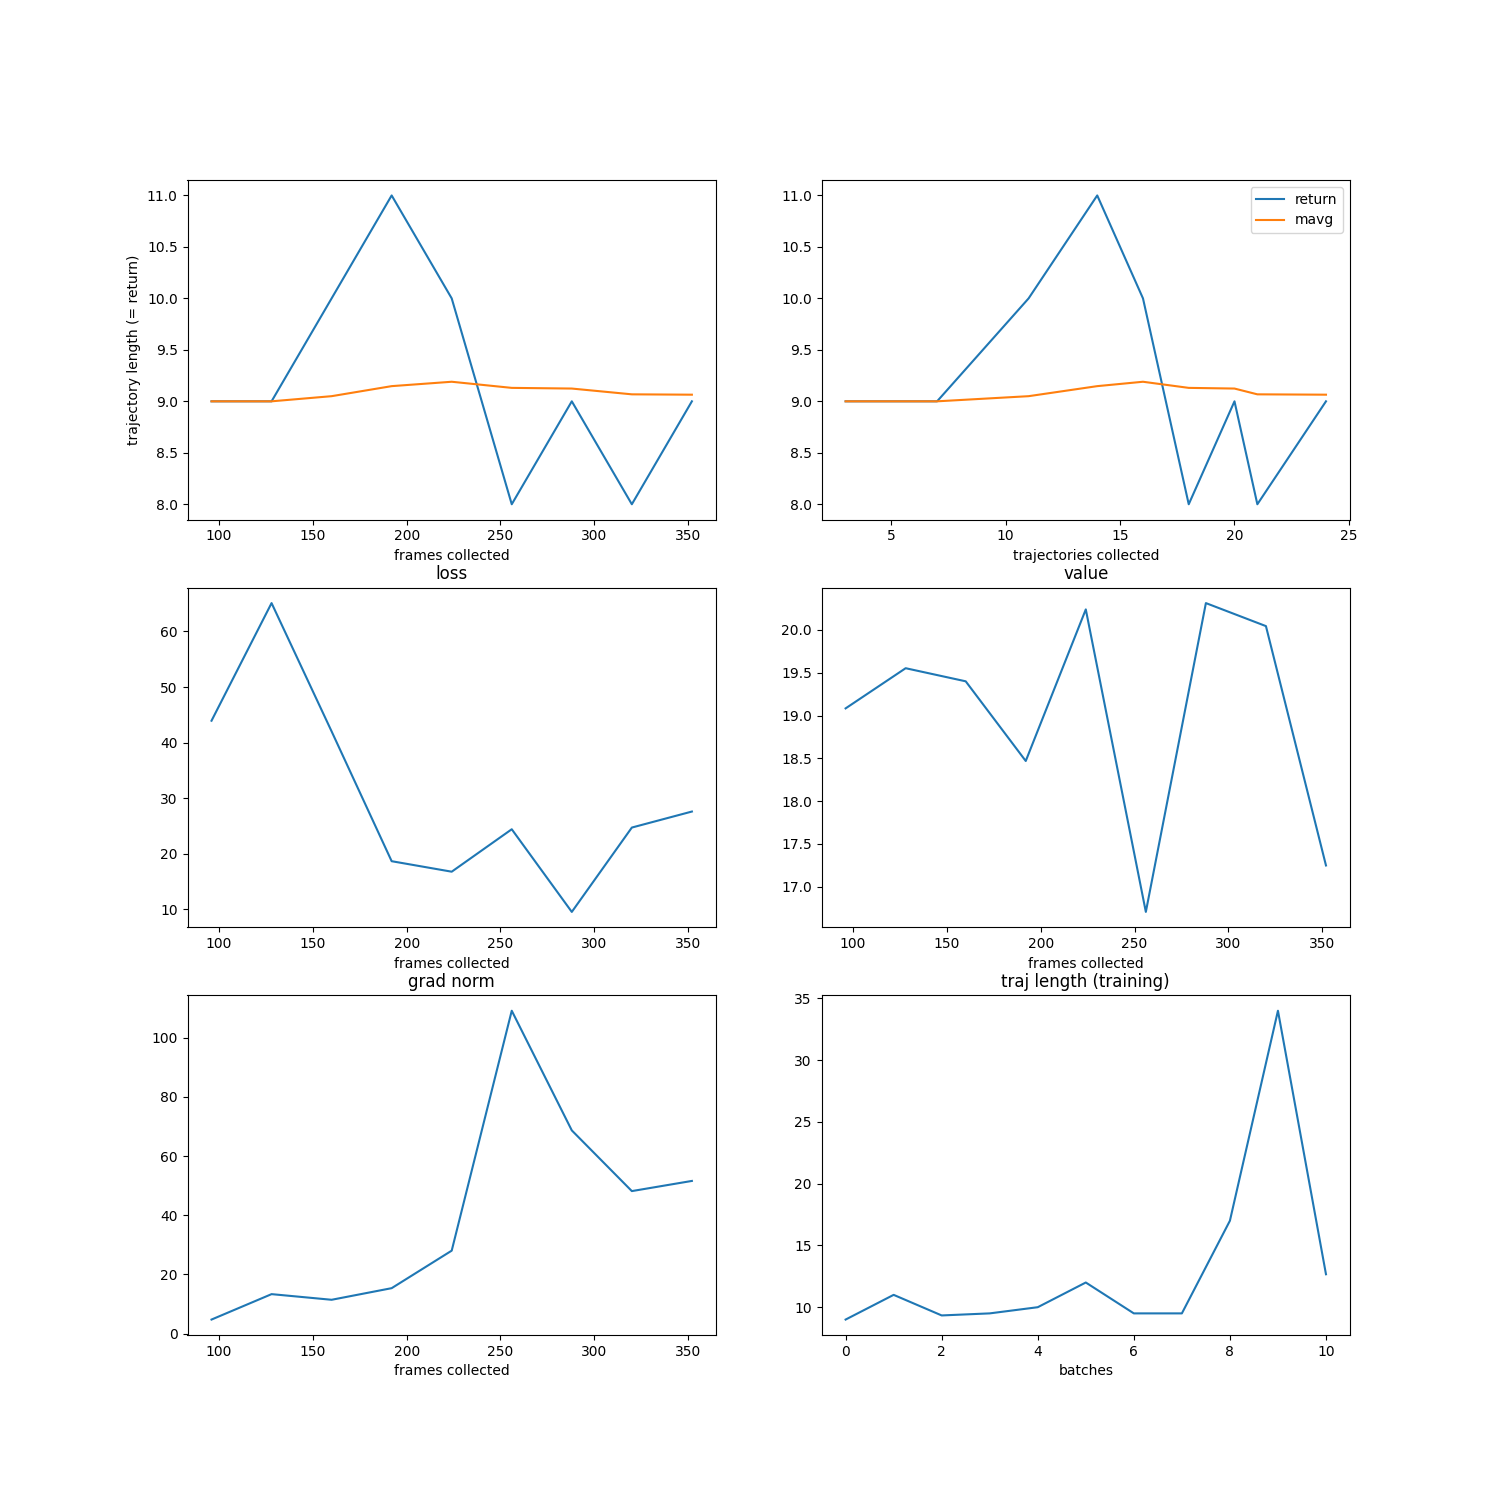 trajectory length (= return)
11.0
10.5
10.0
9.5
9.0
8.5
8.0
100 150 200 250 300 350
frames collected
11.0
10.5
10.0
9.5
9.0
8.5
8.0
return
mavg
5 10 15 20 25
trajectories collected
loss
60
50
40
30
20
10
100 150 200 250 300 350
frames collected
value
20.0
19.5
19.0
18.5
18.0
17.5
17.0
100 150 200 250 300 350
frames collected
grad norm
100
80
60
40
20
0
100 150 200 250 300 350
frames collected
traj length (training)
35
30
25
20
15
10
0 2 4 6 8 10
batches